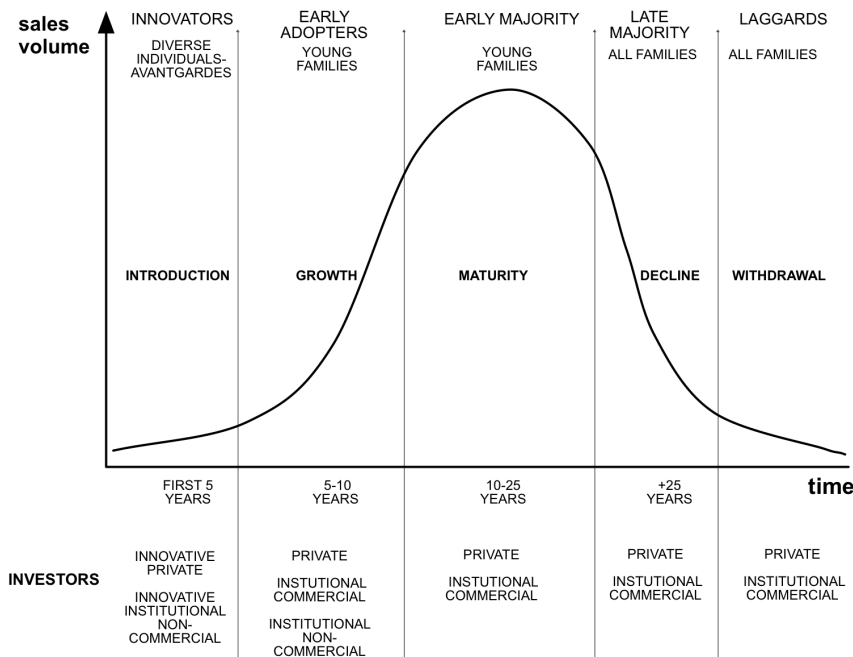 sales
volume
INNOVATORS
DIVERSE
INDIVIDUALS-
AVANTGARDES
EARLY
ADOPTERS
YOUNG
FAMILIES
EARLY MAJORITY
YOUNG
FAMILIES
LATE
MAJORITY
ALL FAMILIES
LAGGARDS
ALL FAMILIES
INTRODUCTION
GROWTH
MATURITY
DECLINE
WITHDRAWAL
FIRST 5
YEARS
5-10
YEARS
10-25
YEARS
+25
YEARS
time
INVESTORS
INNOVATIVE
PRIVATE
INNOVATIVE
INSTITUTIONAL
NON-
COMMERCIAL
PRIVATE
INSTUTIONAL
COMMERCIAL
INSTITUTIONAL
NON-
COMMERCIAL
PRIVATE
INSTUTIONAL
COMMERCIAL
PRIVATE
INSTUTIONAL
COMMERCIAL
PRIVATE
INSTITUTIONAL
COMMERCIAL